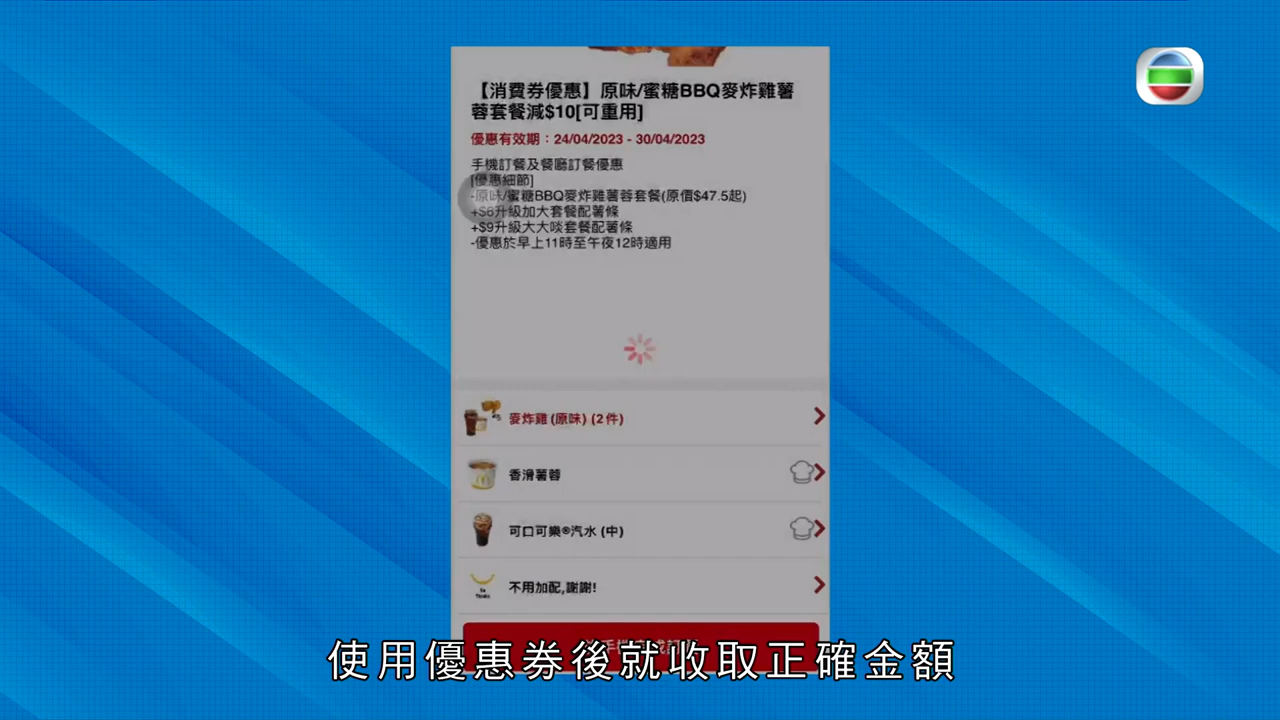 【消費券優惠】原味/蜜糖BBQ麥炸雞薯
蓉套餐減$10[可重用]
優惠有效期：24/04/2023 - 30/04/2023
手機訂餐及餐廳訂餐優惠
[優惠細節]
-原味/蜜糖BBQ麥炸雞薯蓉套餐(原價$47.5起)
+$6升級加大套餐配薯條
+$9升級大大啖套餐配薯條
-優惠於早上11時至午夜12時適用
麥炸雞 (原味) (2 件)
香滑薯蓉
可口可樂®汽水 (中)
不用加配,謝謝!
使用優惠券後就收取正確金額